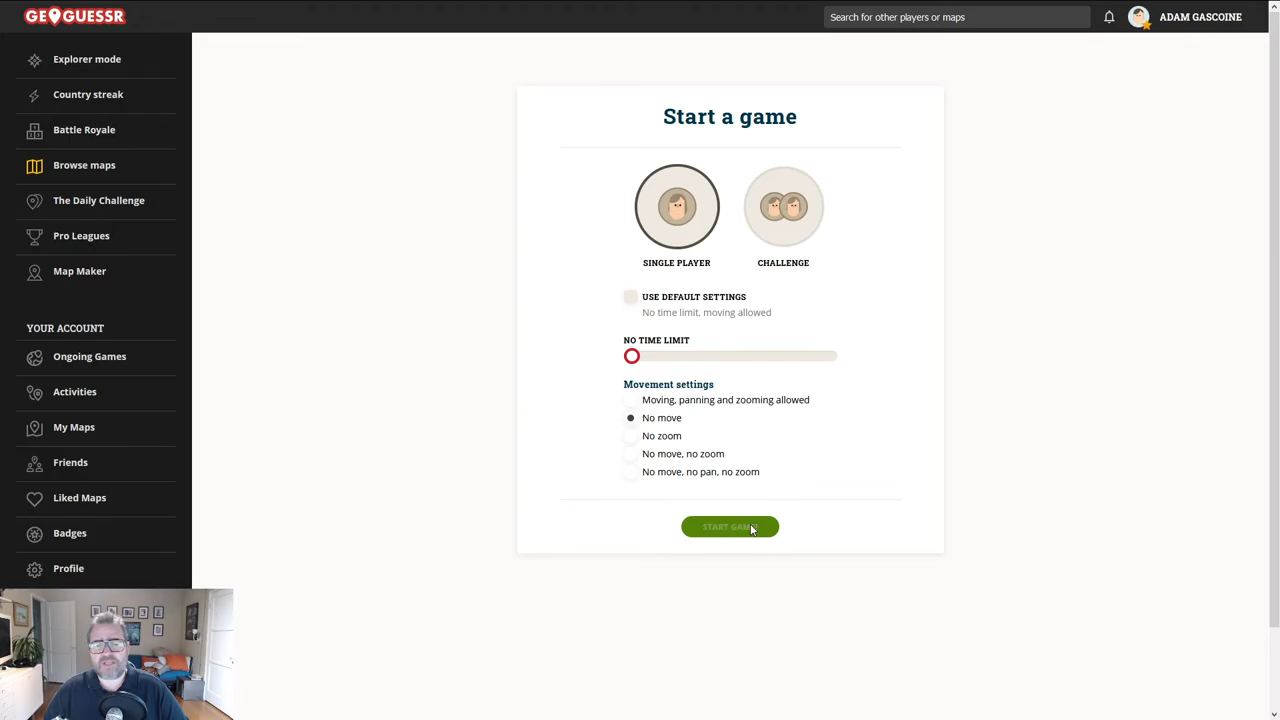 GEOGUESSR
Search for other players or maps
ADAM GASCOINE
Explorer mode
Country streak
Battle Royale
Browse maps
The Daily Challenge
Pro Leagues
Map Maker
YOUR ACCOUNT
Ongoing Games
Activities
My Maps
Friends
Liked Maps
Badges
Profile
Start a game
SINGLE PLAYER
CHALLENGE
USE DEFAULT SETTINGS
No time limit, moving allowed
NO TIME LIMIT
Movement settings
Moving, panning and zooming allowed
No move
No zoom
No move, no zoom
No move, no pan, no zoom
START GAME